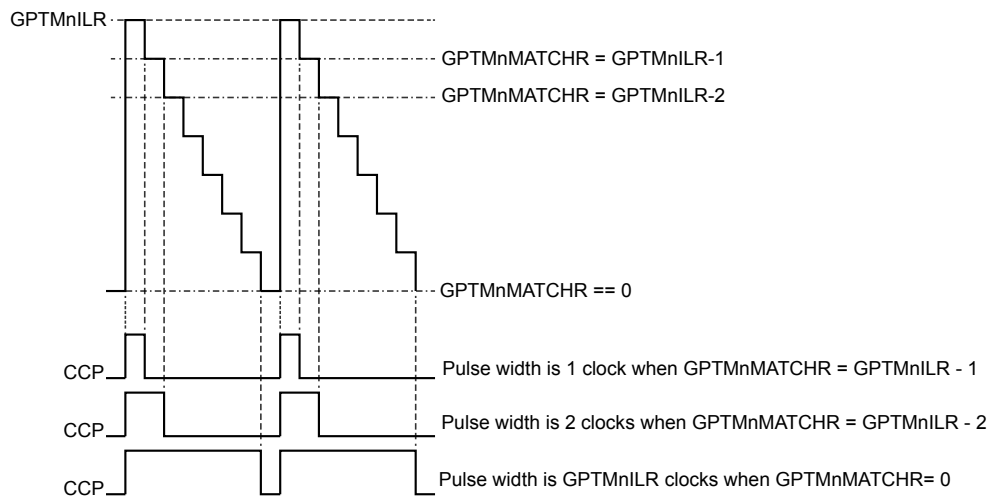 GPTMnILR
GPTMnMATCHR = GPTMnILR-1
GPTMnMATCHR = GPTMnILR-2
GPTMnMATCHR == 0
CCP
Pulse width is 1 clock when GPTMnMATCHR = GPTMnILR - 1
CCP
Pulse width is 2 clocks when GPTMnMATCHR = GPTMnILR - 2
CCP
Pulse width is GPTMnILR clocks when GPTMnMATCHR= 0